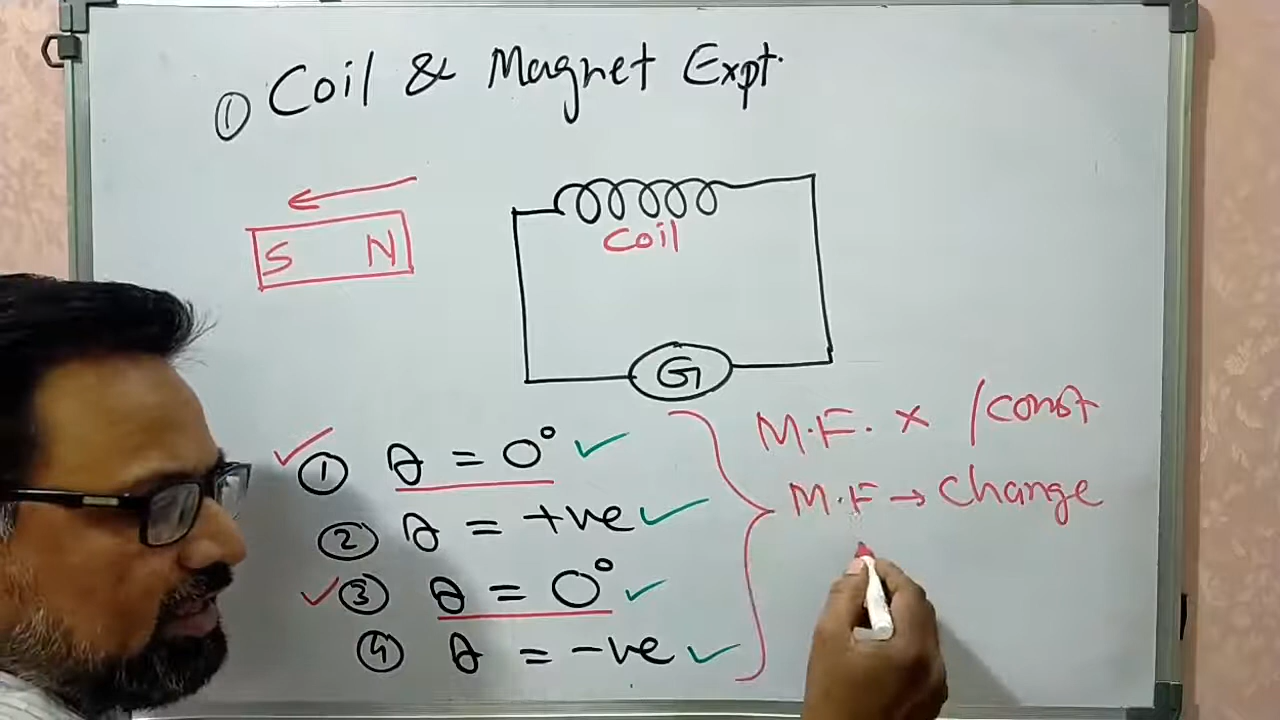 ① Coil & Magnet Expt.
S N
Coil
G
M.F. × / Const
① θ = 0° ✓
M.F → Change
② θ = +ve ✓
③ θ = 0° ✓
④ θ = -ve ✓